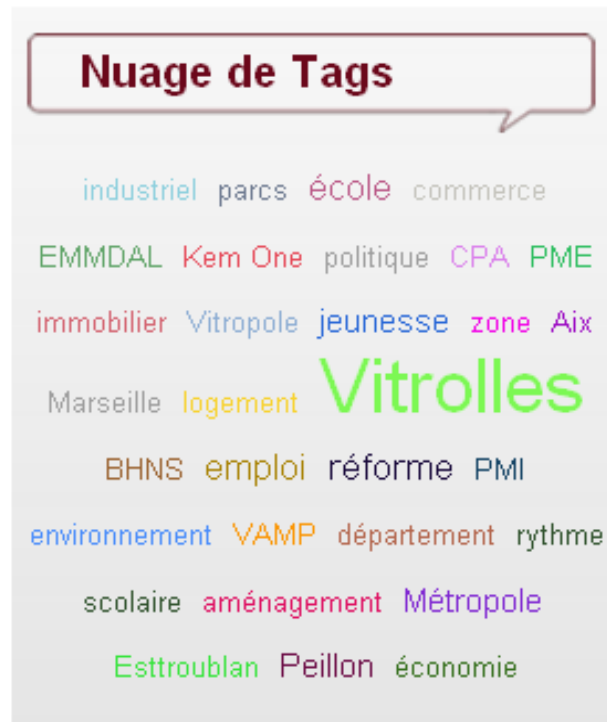 Nuage de Tags
industriel parcs école commerce
EMMDAL Kem One politique CPA PME
immobilier Vitropole jeunesse zone Aix
Marseille logement Vitrolles
BHNS emploi réforme PMI
environnement VAMP département rythme
scolaire aménagement Métropole
Esttroublan Peillon économie